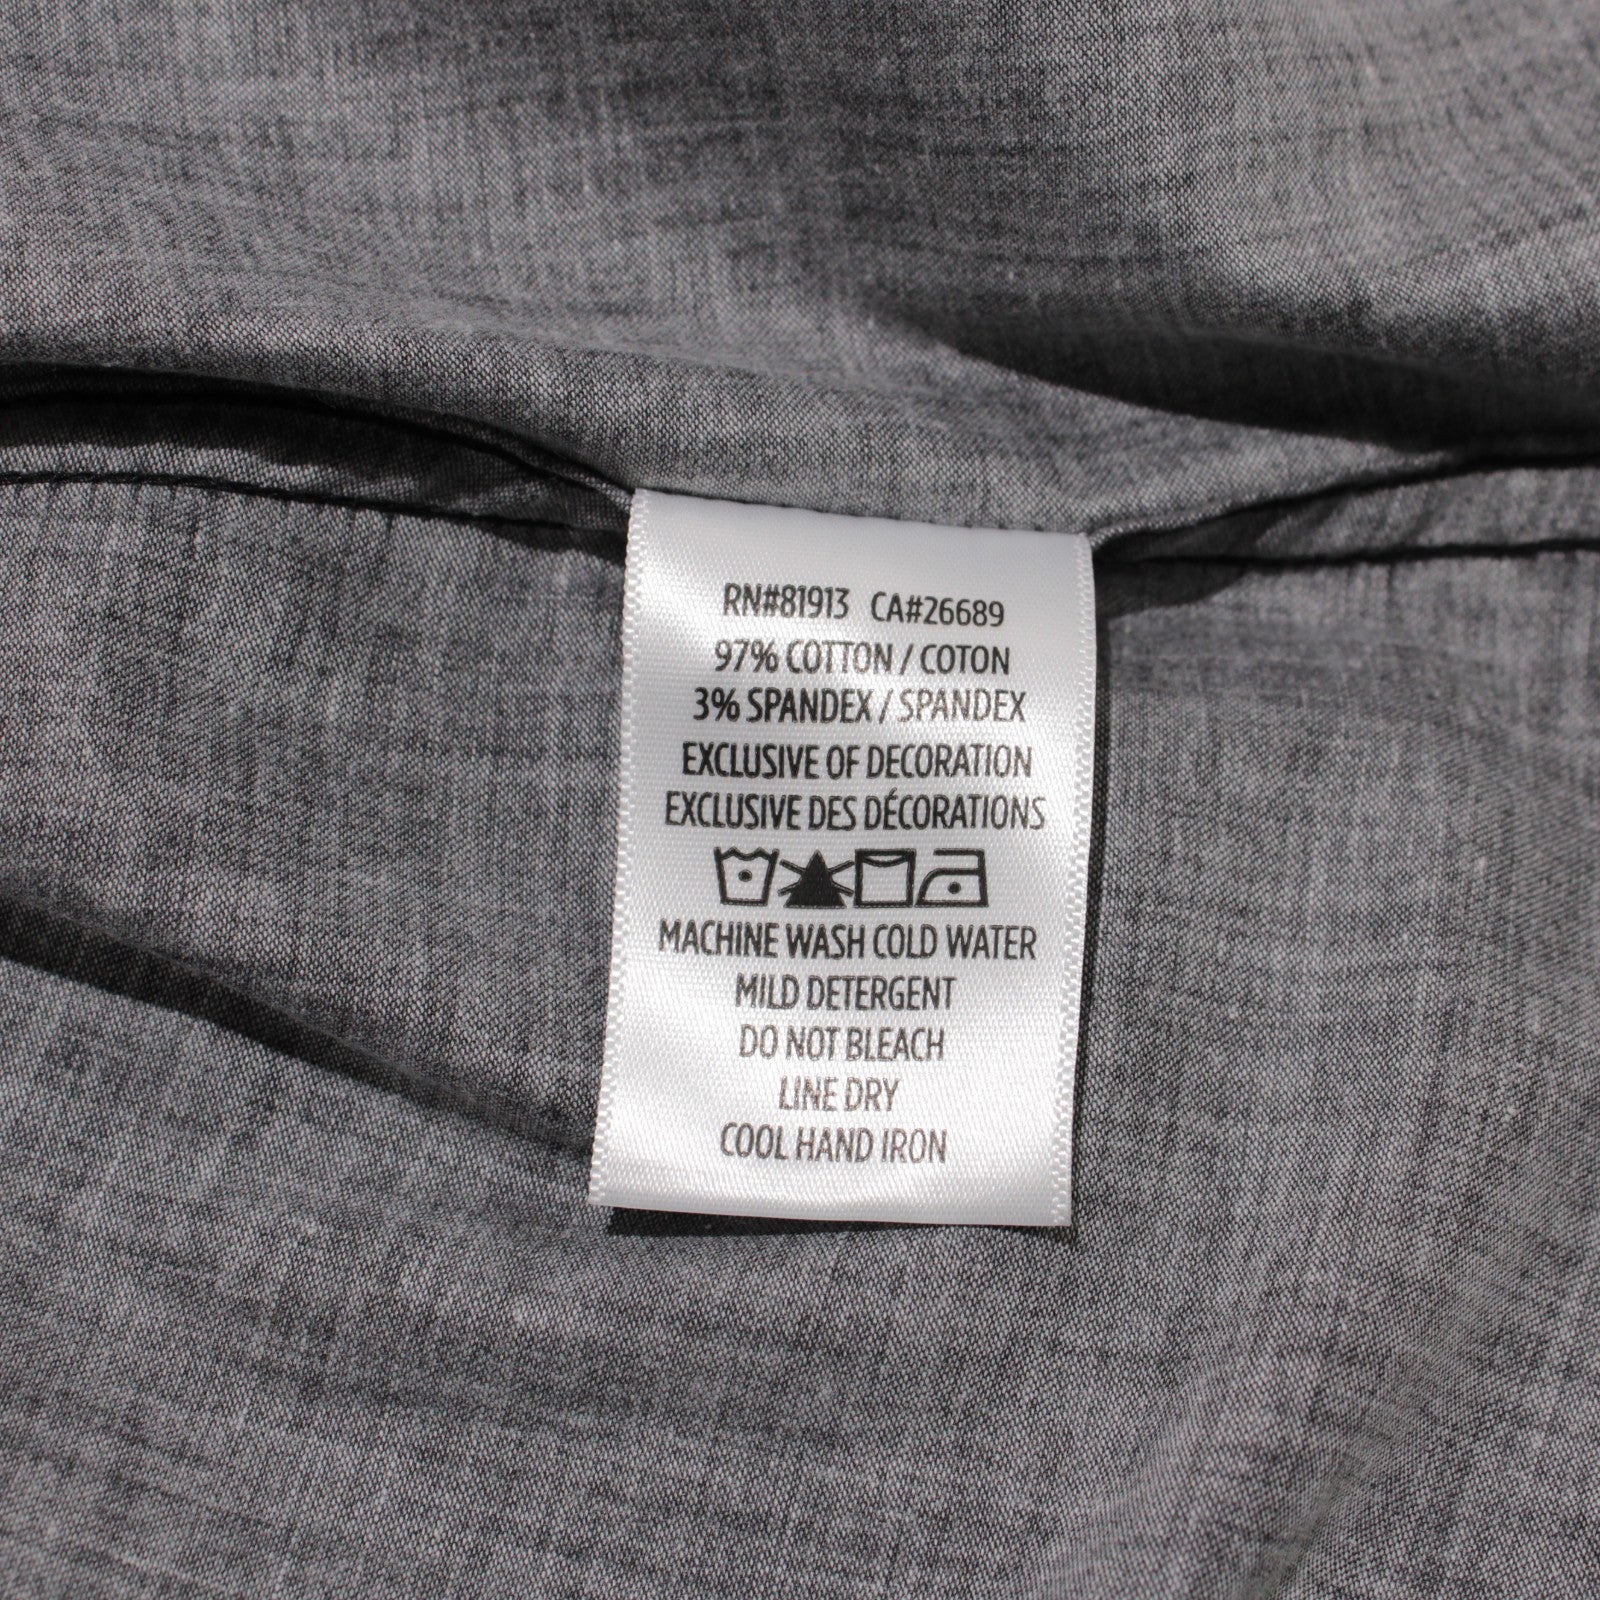 RN#81913 CA#26689
97% COTTON / COTON
3% SPANDEX / SPANDEX
EXCLUSIVE OF DECORATION
EXCLUSIVE DES DÉCORATIONS
MACHINE WASH COLD WATER
MILD DETERGENT
DO NOT BLEACH
LINE DRY
COOL HAND IRON